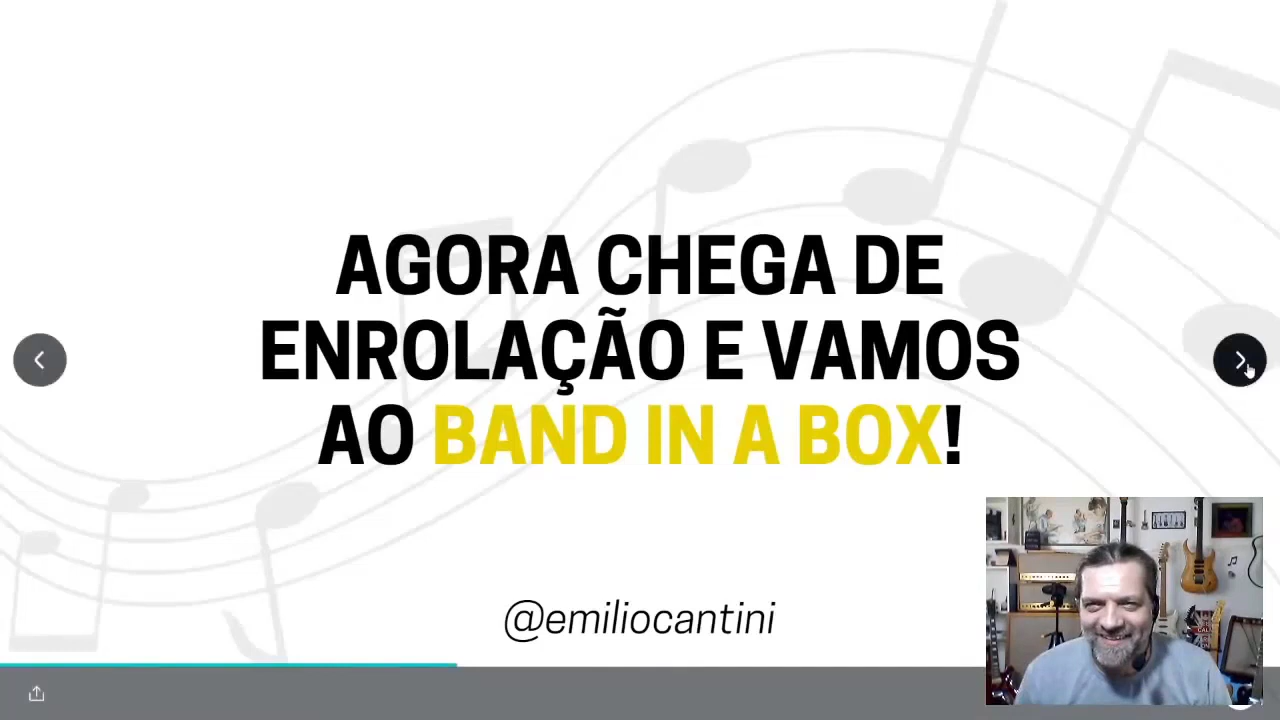 AGORA CHEGA DE
ENROLAÇÃO E VAMOS
AO BAND IN A BOX!
@emiliocantini